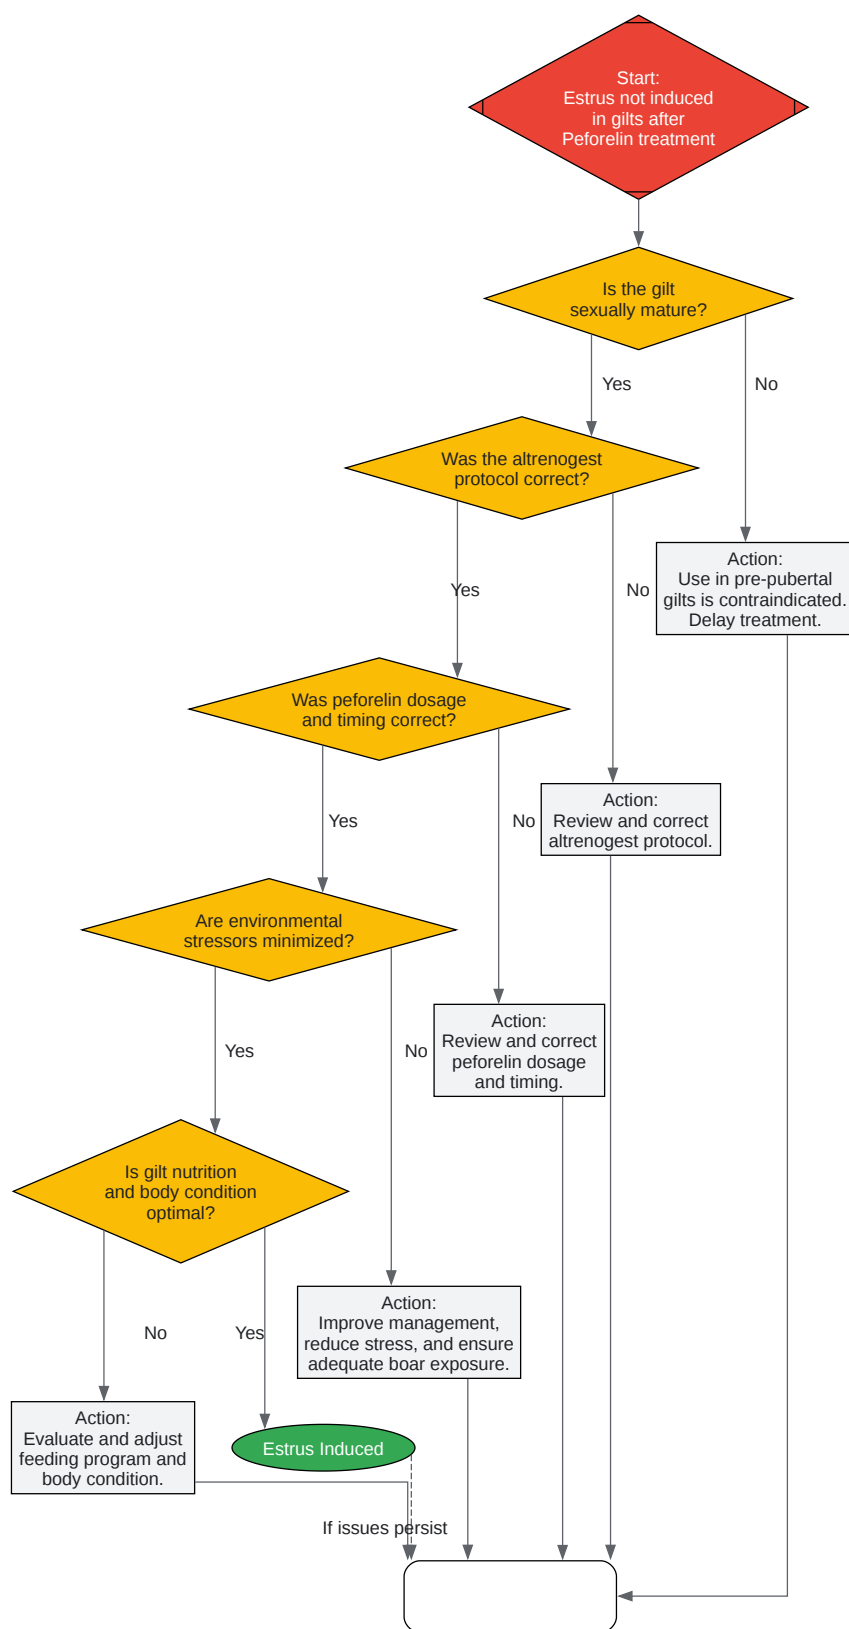 Start:
Estrus not induced
in gilts after
Peforelin treatment
Is the gilt
sexually mature?
Yes
No
Was the altrenogest
protocol correct?
Yes
No
Action:
Use in pre-pubertal
gilts is contraindicated.
Delay treatment.
Was peforelin dosage
and timing correct?
Yes
No
Action:
Review and correct
altrenogest protocol.
Are environmental
stressors minimized?
Yes
No
Action:
Review and correct
peforelin dosage
and timing.
Is gilt nutrition
and body condition
optimal?
No
Yes
Action:
Improve management,
reduce stress, and ensure
adequate boar exposure.
Action:
Evaluate and adjust
feeding program and
body condition.
Estrus Induced
If issues persist